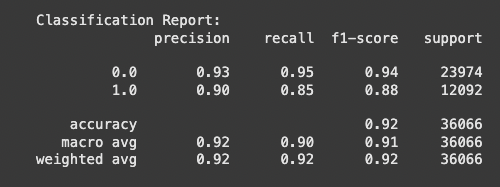 Classification Report:
precision recall f1-score support
0.0 0.93 0.95 0.94 23974
1.0 0.90 0.85 0.88 12092
accuracy 0.92 36066
macro avg 0.92 0.90 0.91 36066
weighted avg 0.92 0.92 0.92 36066